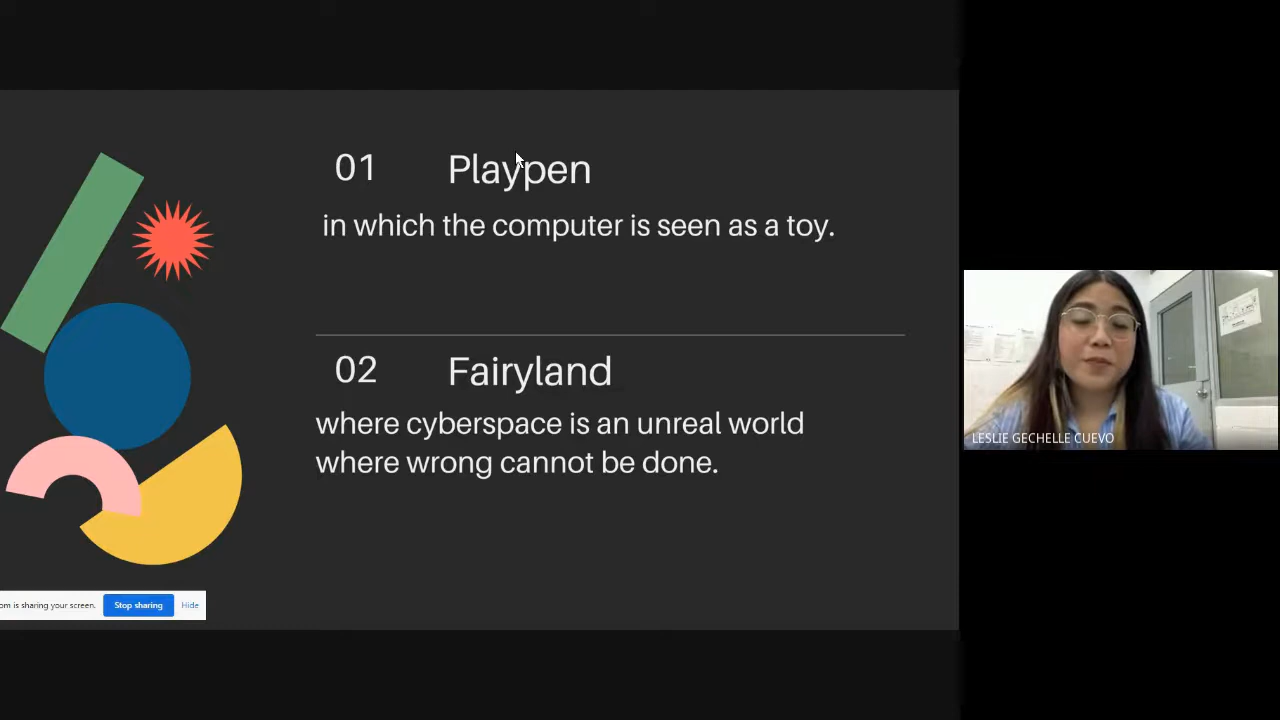 01 Playpen
in which the computer is seen as a toy.
02 Fairyland
where cyberspace is an unreal world
where wrong cannot be done.
om is sharing your screen. Stop sharing Hide
LESLIE GECHELLE CUEVO